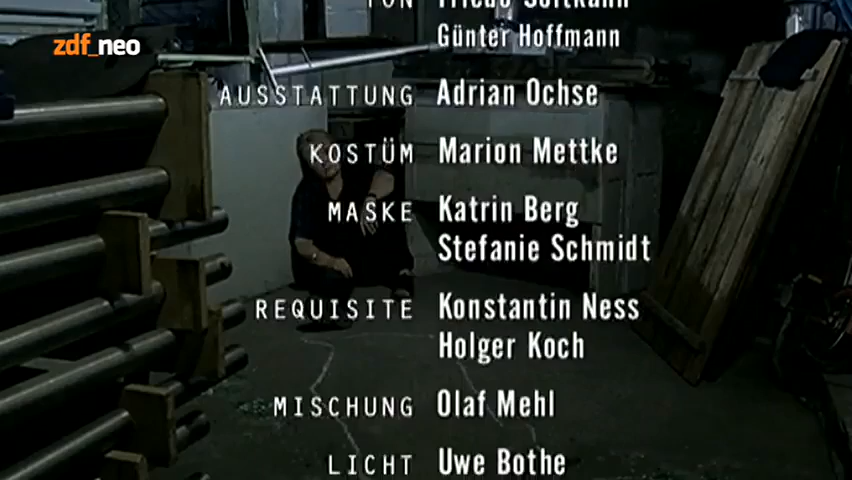 zdf_neo
TON
Günter Hoffmann
AUSSTATTUNG Adrian Ochse
KOSTÜM Marion Mettke
MASKE Katrin Berg
Stefanie Schmidt
REQUISITE Konstantin Ness
Holger Koch
MISCHUNG Olaf Mehl
LICHT Uwe Bothe